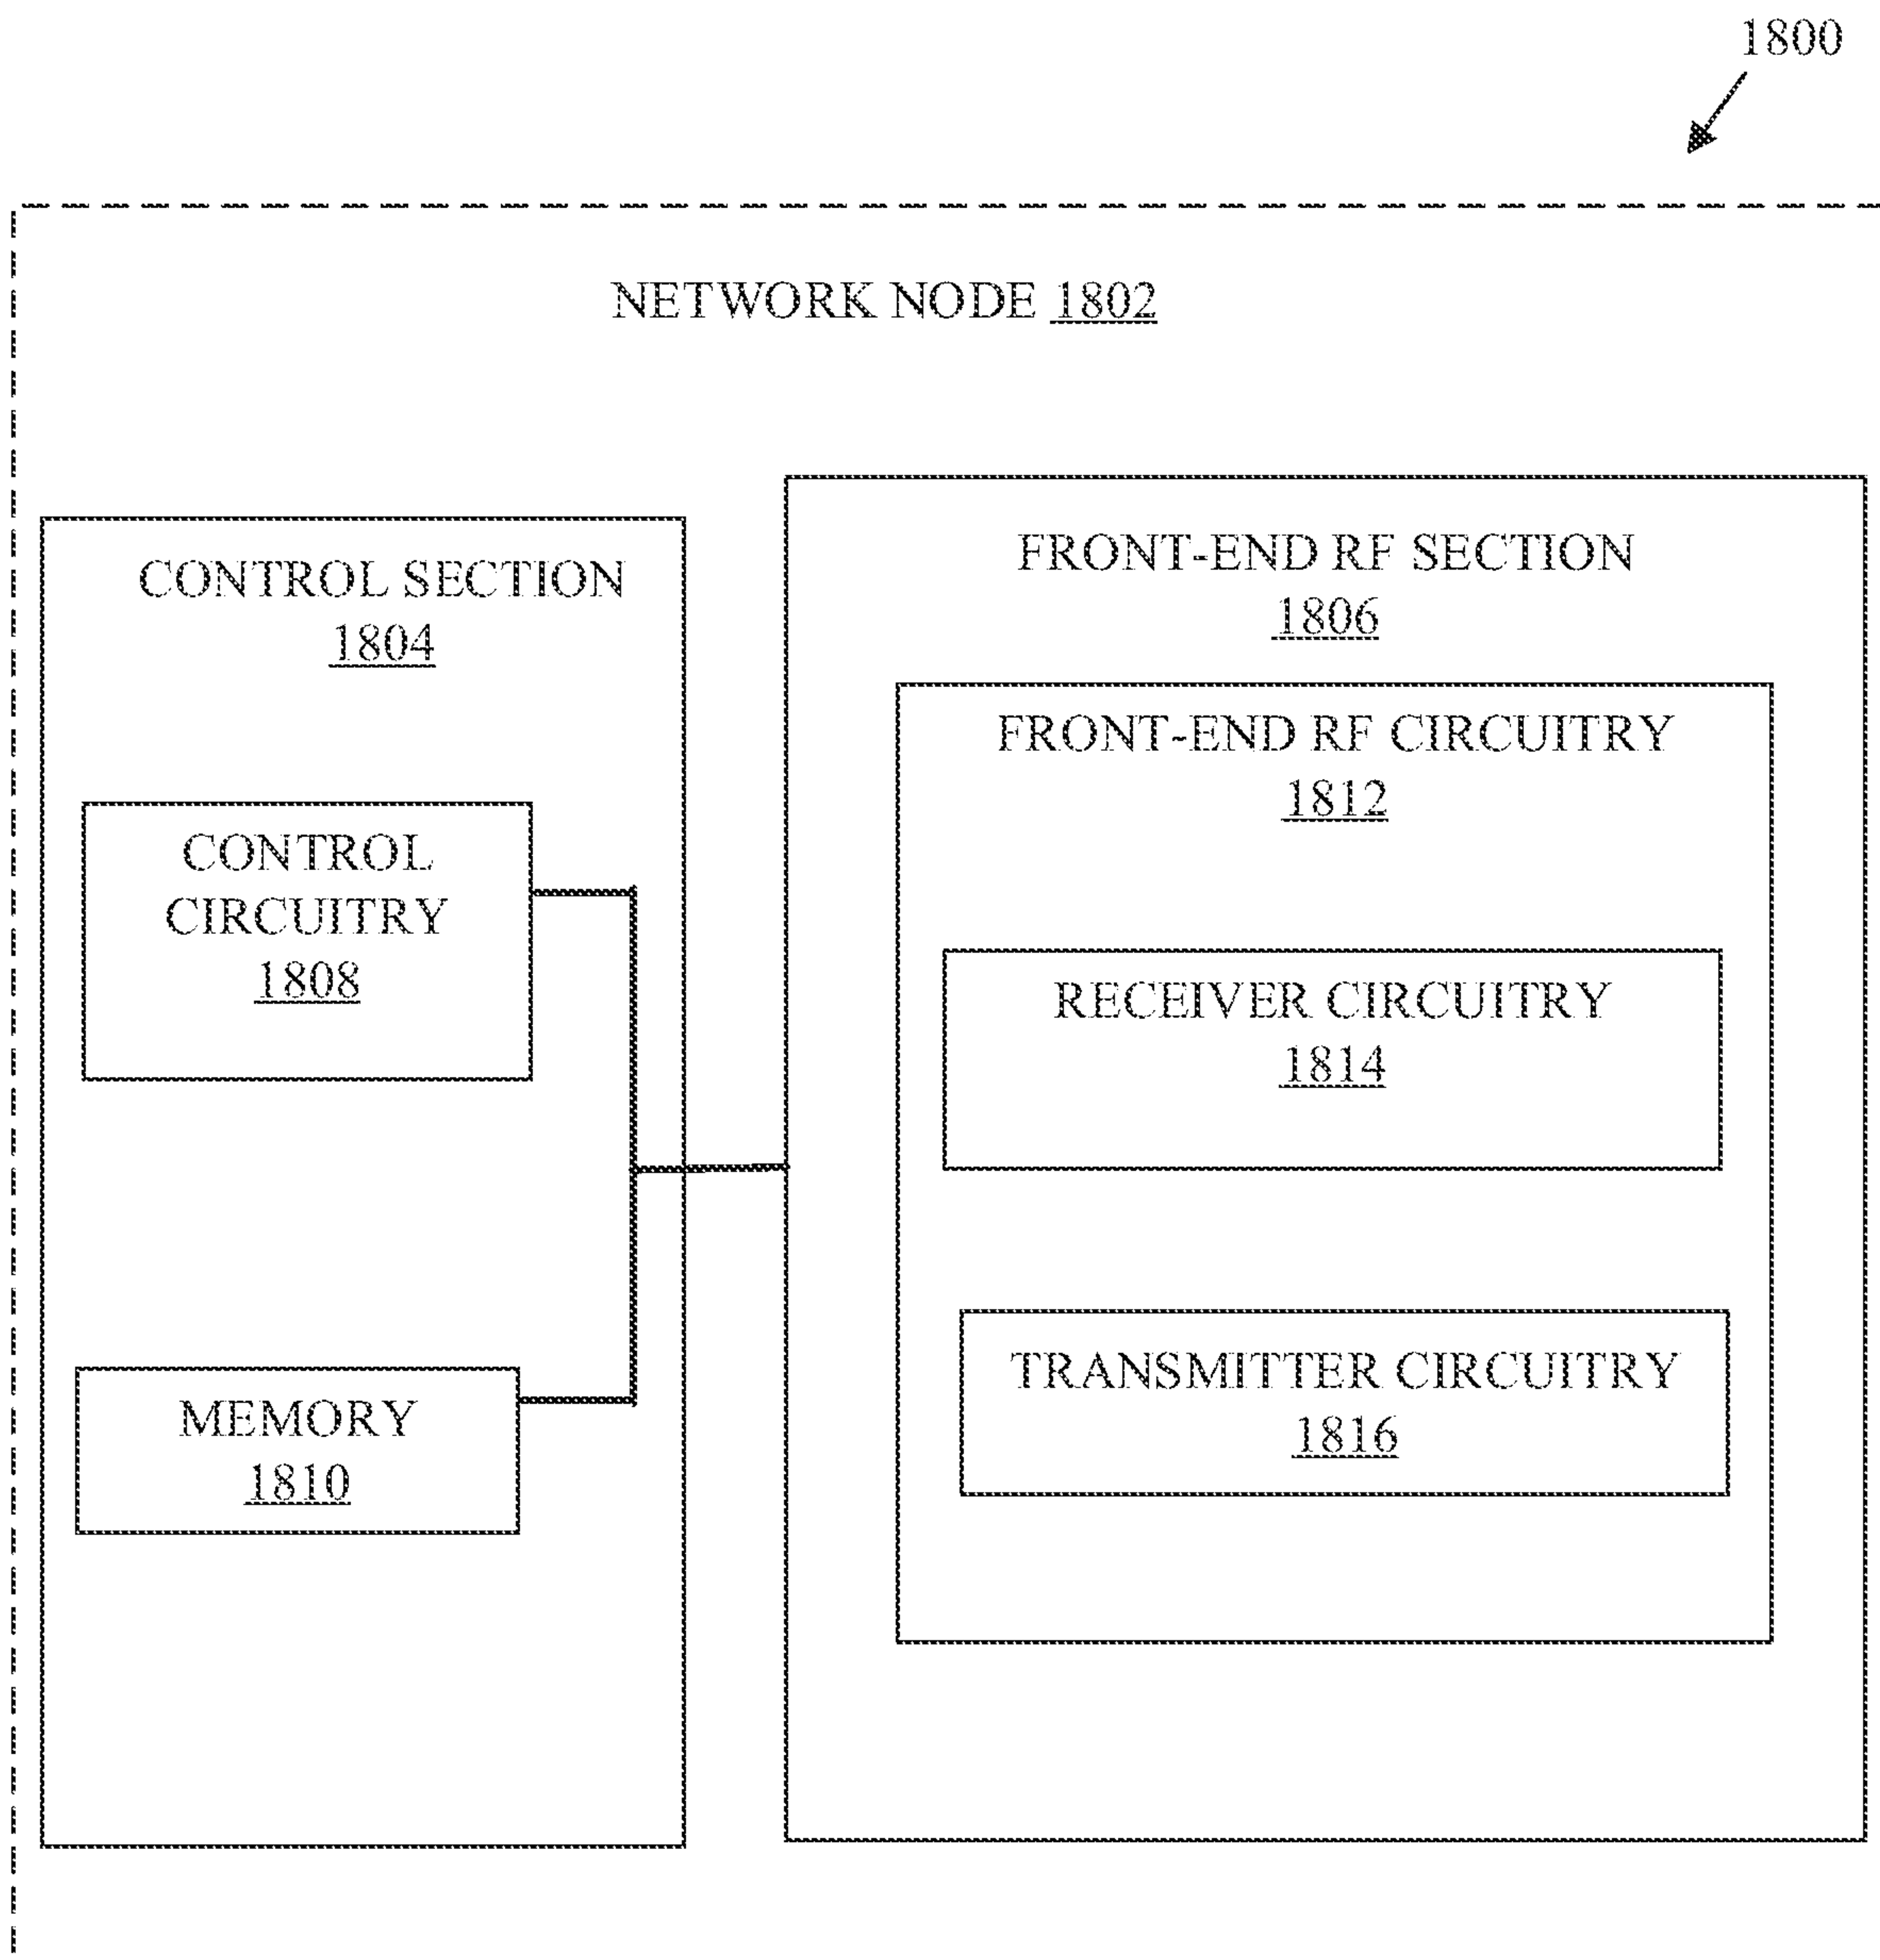 1800
NETWORK NODE 1802
CONTROL SECTION
1804
CONTROL
CIRCUITRY
1808
MEMORY
1810
FRONT-END RF SECTION
1806
FRONT-END RF CIRCUITRY
1812
RECEIVER CIRCUITRY
1814
TRANSMITTER CIRCUITRY
1816